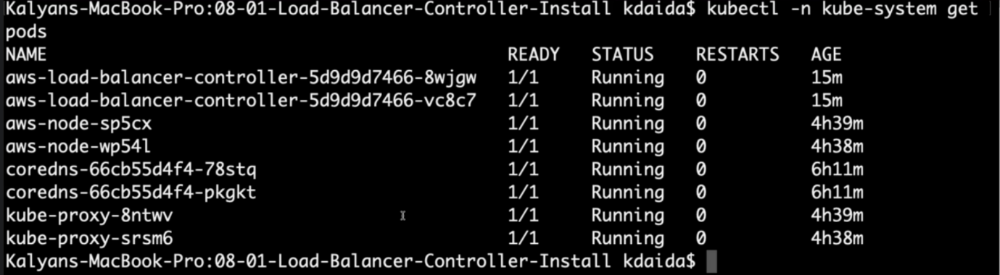 Kalyans-MacBook-Pro:08-01-Load-Balancer-Controller-Install kdaida$ kubectl -n kube-system get
pods
NAME READY STATUS RESTARTS AGE
aws-load-balancer-controller-5d9d9d7466-8wjgw 1/1 Running 0 15m
aws-load-balancer-controller-5d9d9d7466-vc8c7 1/1 Running 0 15m
aws-node-sp5cx 1/1 Running 0 4h39m
aws-node-wp54l 1/1 Running 0 4h38m
coredns-66cb55d4f4-78stq 1/1 Running 0 6h11m
coredns-66cb55d4f4-pkgkt 1/1 Running 0 6h11m
kube-proxy-8ntwv 1/1 Running 0 4h39m
kube-proxy-srsm6 1/1 Running 0 4h38m
Kalyans-MacBook-Pro:08-01-Load-Balancer-Controller-Install kdaida$